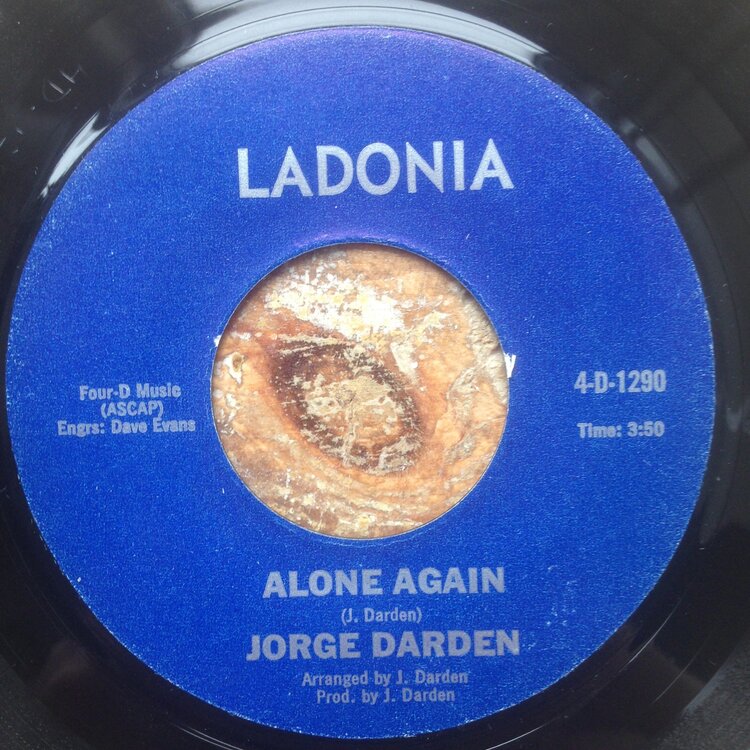 LADONIA
Four-D Music
(ASCAP)
Engrs: Dave Evans
4-D-1290
Time: 3:50
ALONE AGAIN
(J. Darden)
JORGE DARDEN
Arranged by J. Darden
Prod. by J. Darden